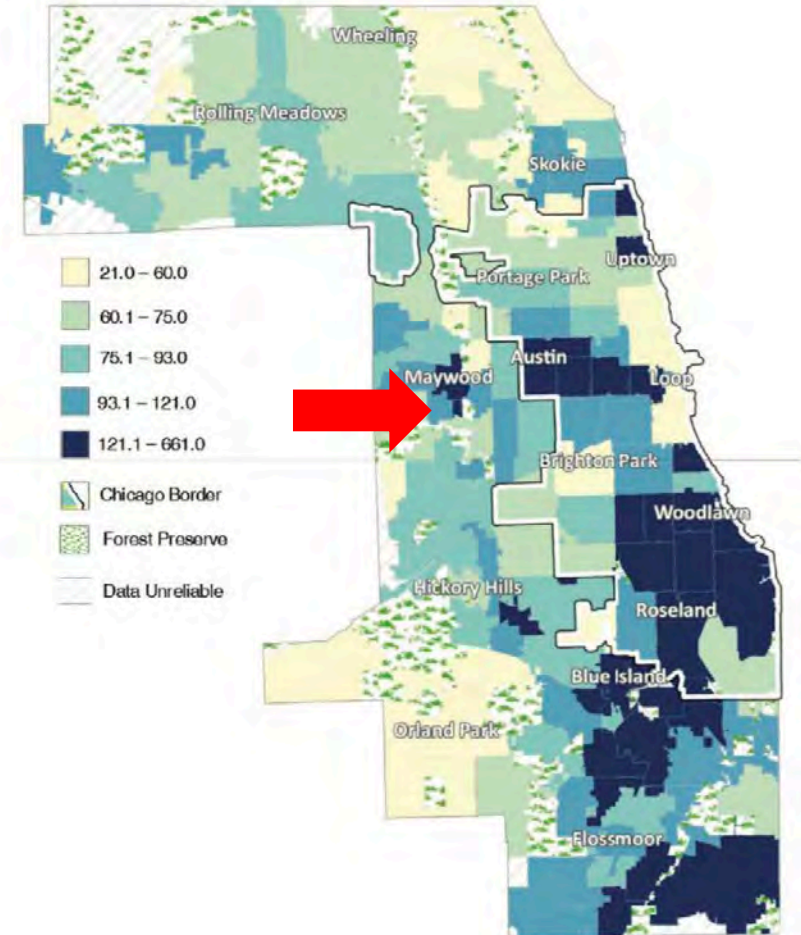 Wheeling
Rolling Meadows
Skokie
Uptown
Portage Park
21.0 – 60.0
60.1 – 75.0
75.1 – 93.0
93.1 – 121.0
121.1 – 661.0
Chicago Border
Forest Preserve
Data Unreliable
Austin
Maywood
Loop
Brighton Park
Woodlawn
Hickory Hills
Roseland
Blue Island
Orland Park
Flossmoor